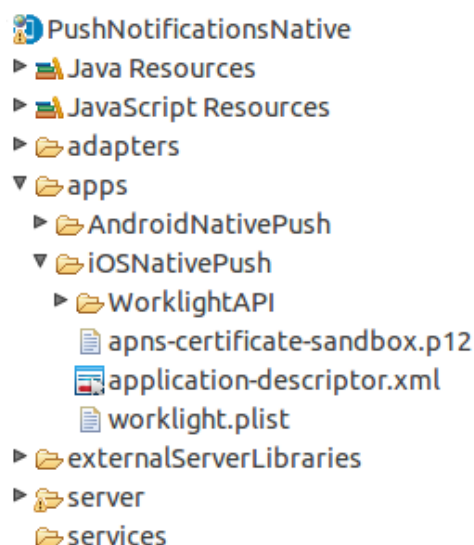 PushNotificationsNative
Java Resources
JavaScript Resources
adapters
apps
AndroidNativePush
iOSNativePush
WorklightAPI
apns-certificate-sandbox.p12
application-descriptor.xml
worklight.plist
externalServerLibraries
server
services